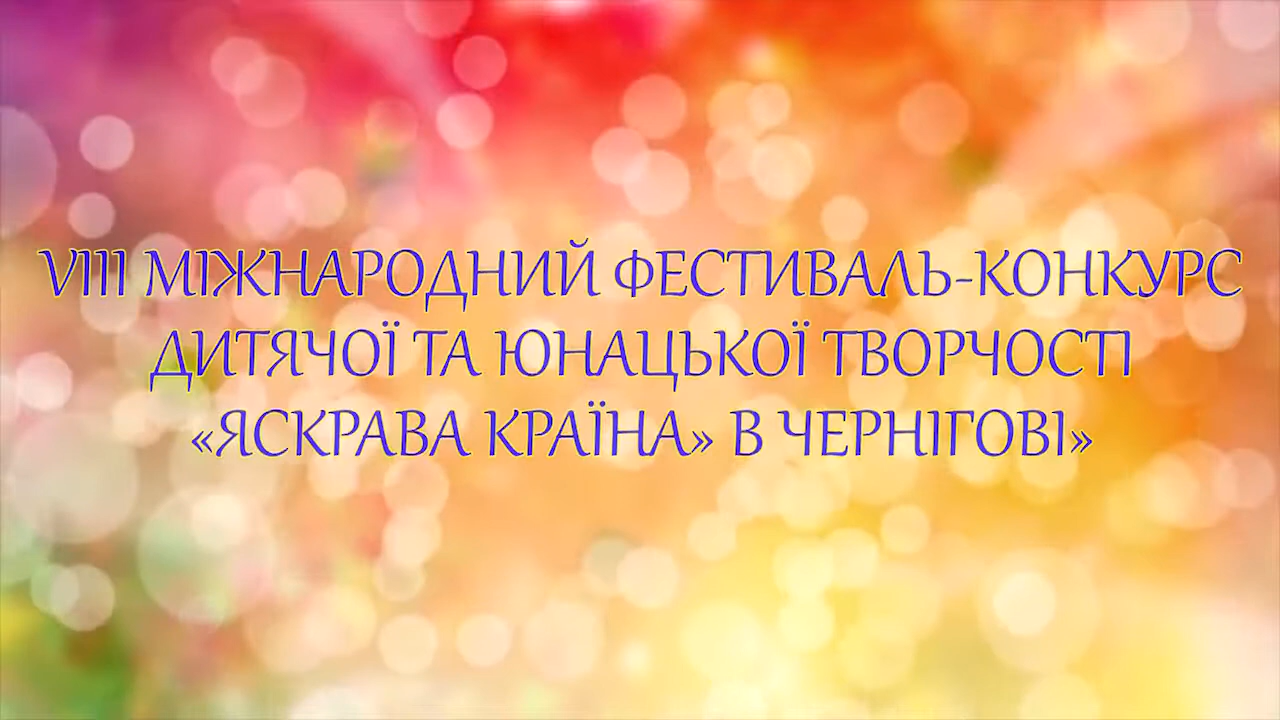 VIII МІЖНАРОДНИЙ ФЕСТИВАЛЬ-КОНКУРС
ДИТЯЧОЇ ТА ЮНАЦЬКОЇ ТВОРЧОСТІ
«ЯСКРАВА КРАЇНА» В ЧЕРНІГОВІ»